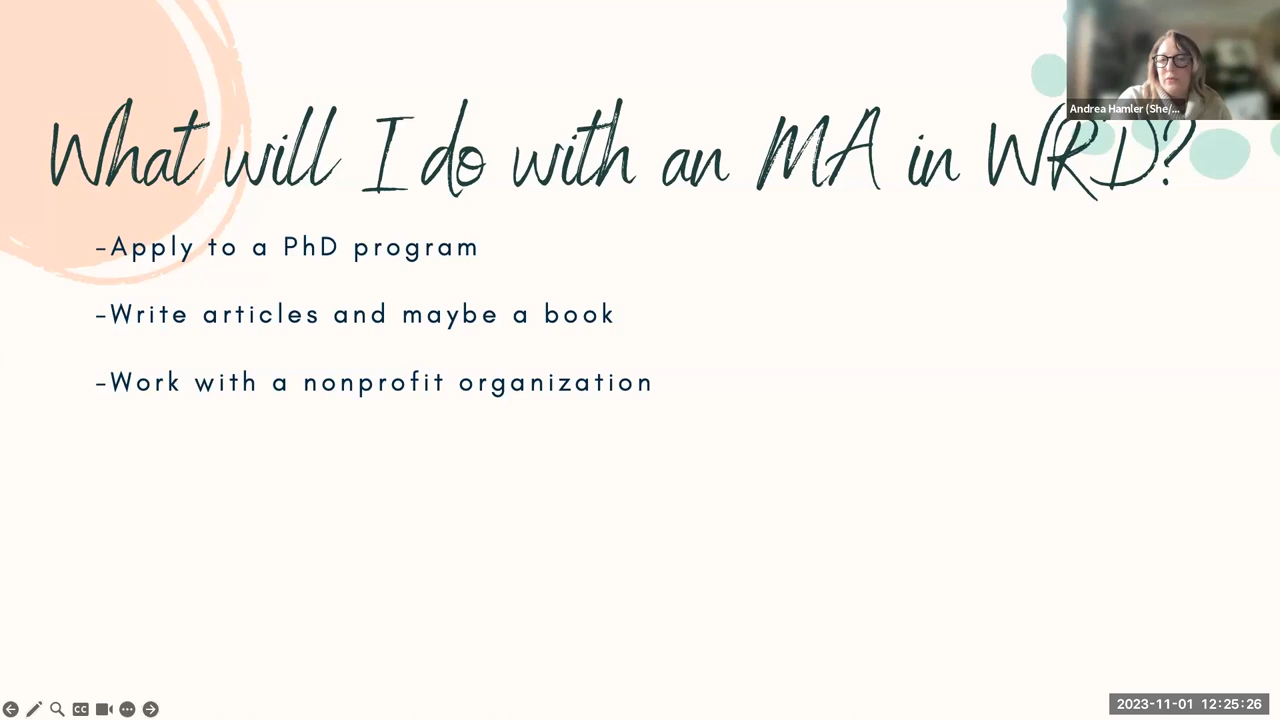 Andrea Hamler (She/...
What will I do with an MA in WRD?
-Apply to a PhD program
-Write articles and maybe a book
-Work with a nonprofit organization
CC
2023-11-01 12:25:26